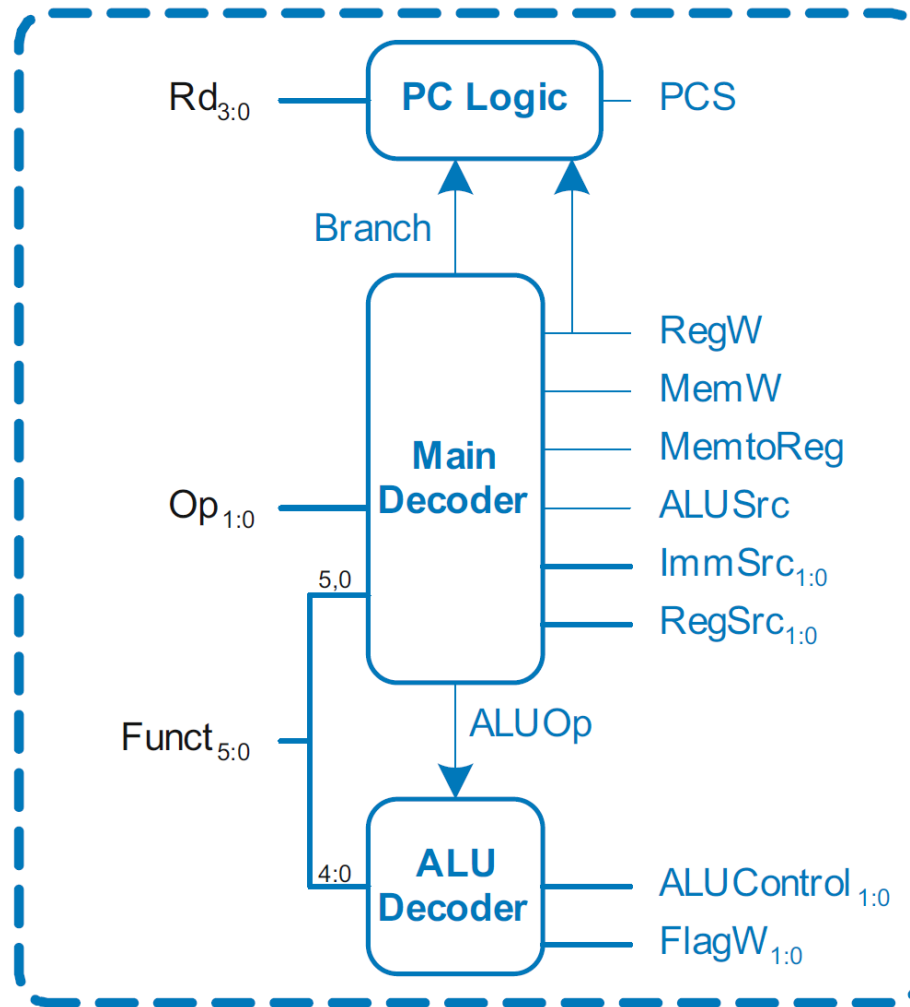 Rd3:0
PC Logic
PCS
Branch
RegW
MemW
MemtoReg
Main
Decoder
Op1:0
ALUSrc
5,0
ImmSrc1:0
RegSrc1:0
Funct5:0
ALUOp
4:0
ALU
Decoder
ALUControl1:0
FlagW1:0